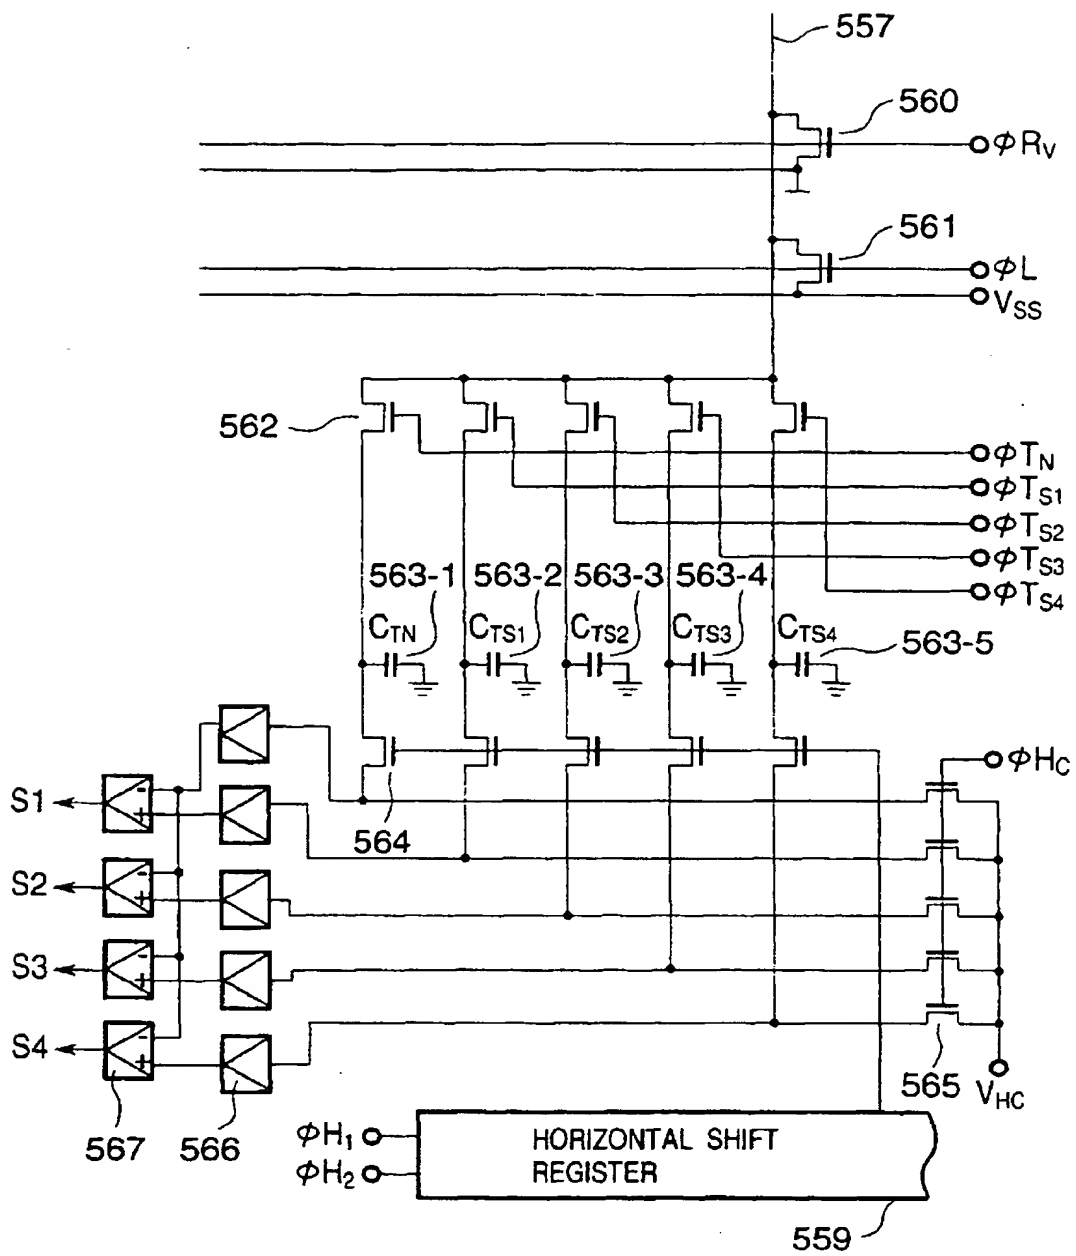 557
560
ΦRV
561
ΦL
VSS
562
ΦTN
ΦTS1
ΦTS2
ΦTS3
ΦTS4
563-1 563-2 563-3 563-4
CTN CTS1 CTS2 CTS3 CTS4
563-5
ΦHC
S1
-
+
564
S2
-
+
S3
-
+
S4
-
+
565
VHC
567 566
ΦH1
ΦH2
HORIZONTAL SHIFT
REGISTER
559